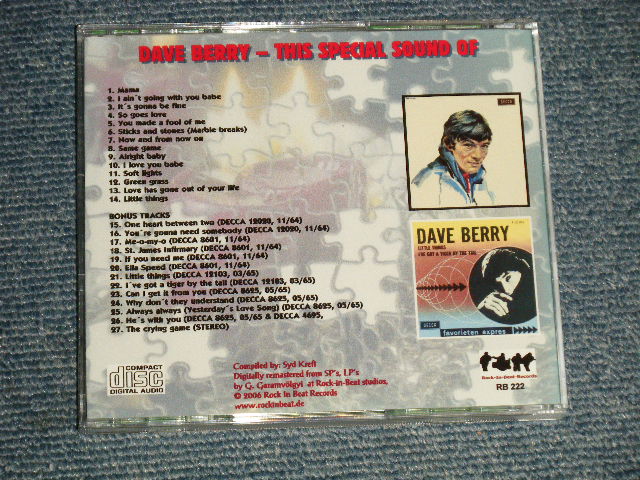 DAVE BERRY – THIS SPECIAL SOUND OF
1. Mama
2. I ain´t going with you babe
3. It´s gonna be fine
4. So goes love
5. You made a fool of me
6. Sticks and stones (Marble breaks)
7. Now and from now on
8. Same game
9. Alright baby
10. I love you babe
11. Soft lights
12. Green grass
13. Love has gone out of your life
14. Little things
BONUS TRACKS
15. One heart between two (DECCA 12020, 11/64)
16. You´re gonna need somebody (DECCA 12020, 11/64)
17. Me-o-my-o (DECCA 8601, 11/64)
18. St. James Infirmary (DECCA 8601, 11/64)
19. If you need me (DECCA 8601, 11/64)
20. Ella Speed (DECCA 8601, 11/64)
21. Little things (DECCA 12103, 03/65)
22. I´ve got a tiger by the tail (DECCA 12103, 03/65)
23. Can I get it from you (DECCA 8625, 05/65)
24. Why don´t they understand (DECCA 8625, 05/65)
25. Always always (Yesterday´s Love Song) (DECCA 8625, 05/65)
26. He´s with you (DECCA 8625, 05/65 & DECCA 4695,
27. The crying game (STEREO)
DECCA
DAVE BERRY
LITTLE THINGS
I'VE GOT A TIGER BY THE TAIL
DECCA
favorieten expres
COMPACT
disc
DIGITAL AUDIO
Compiled by: Syd Kreft
Digitally remastered from SP's, LP's
by G. Garamvölgyi at Rock-in-Beat studios,
© 2006 Rock In Beat Records
www.rockinbeat.de
Rock-in-Beat-Records
RB 222